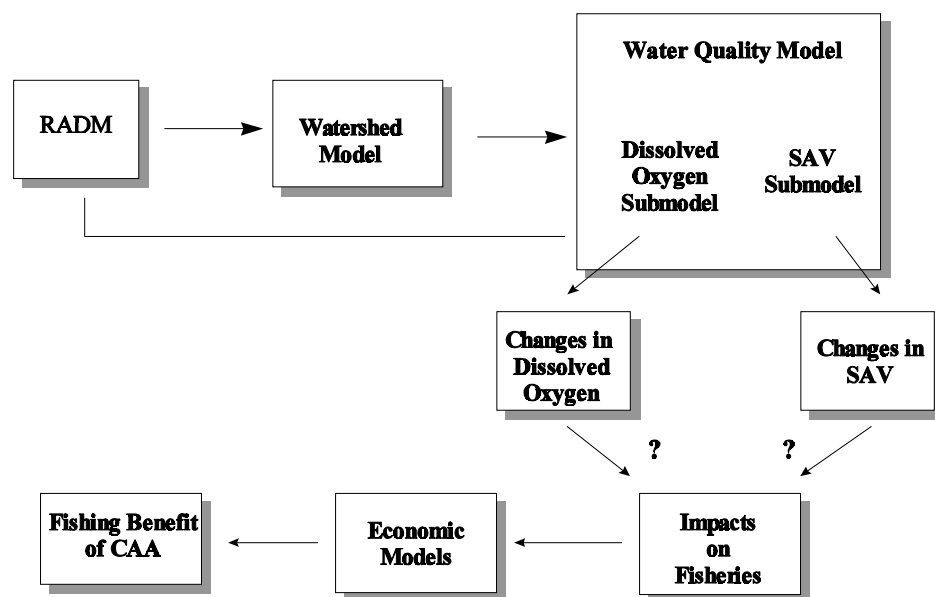 Water Quality Model
RADM
Watershed
Model
Dissolved
Oxygen
Submodel
SAV
Submodel
Changes in
Dissolved
Oxygen
Changes in
SAV
?
?
Fishing Benefit
of CAA
Economic
Models
Impacts
on
Fisheries